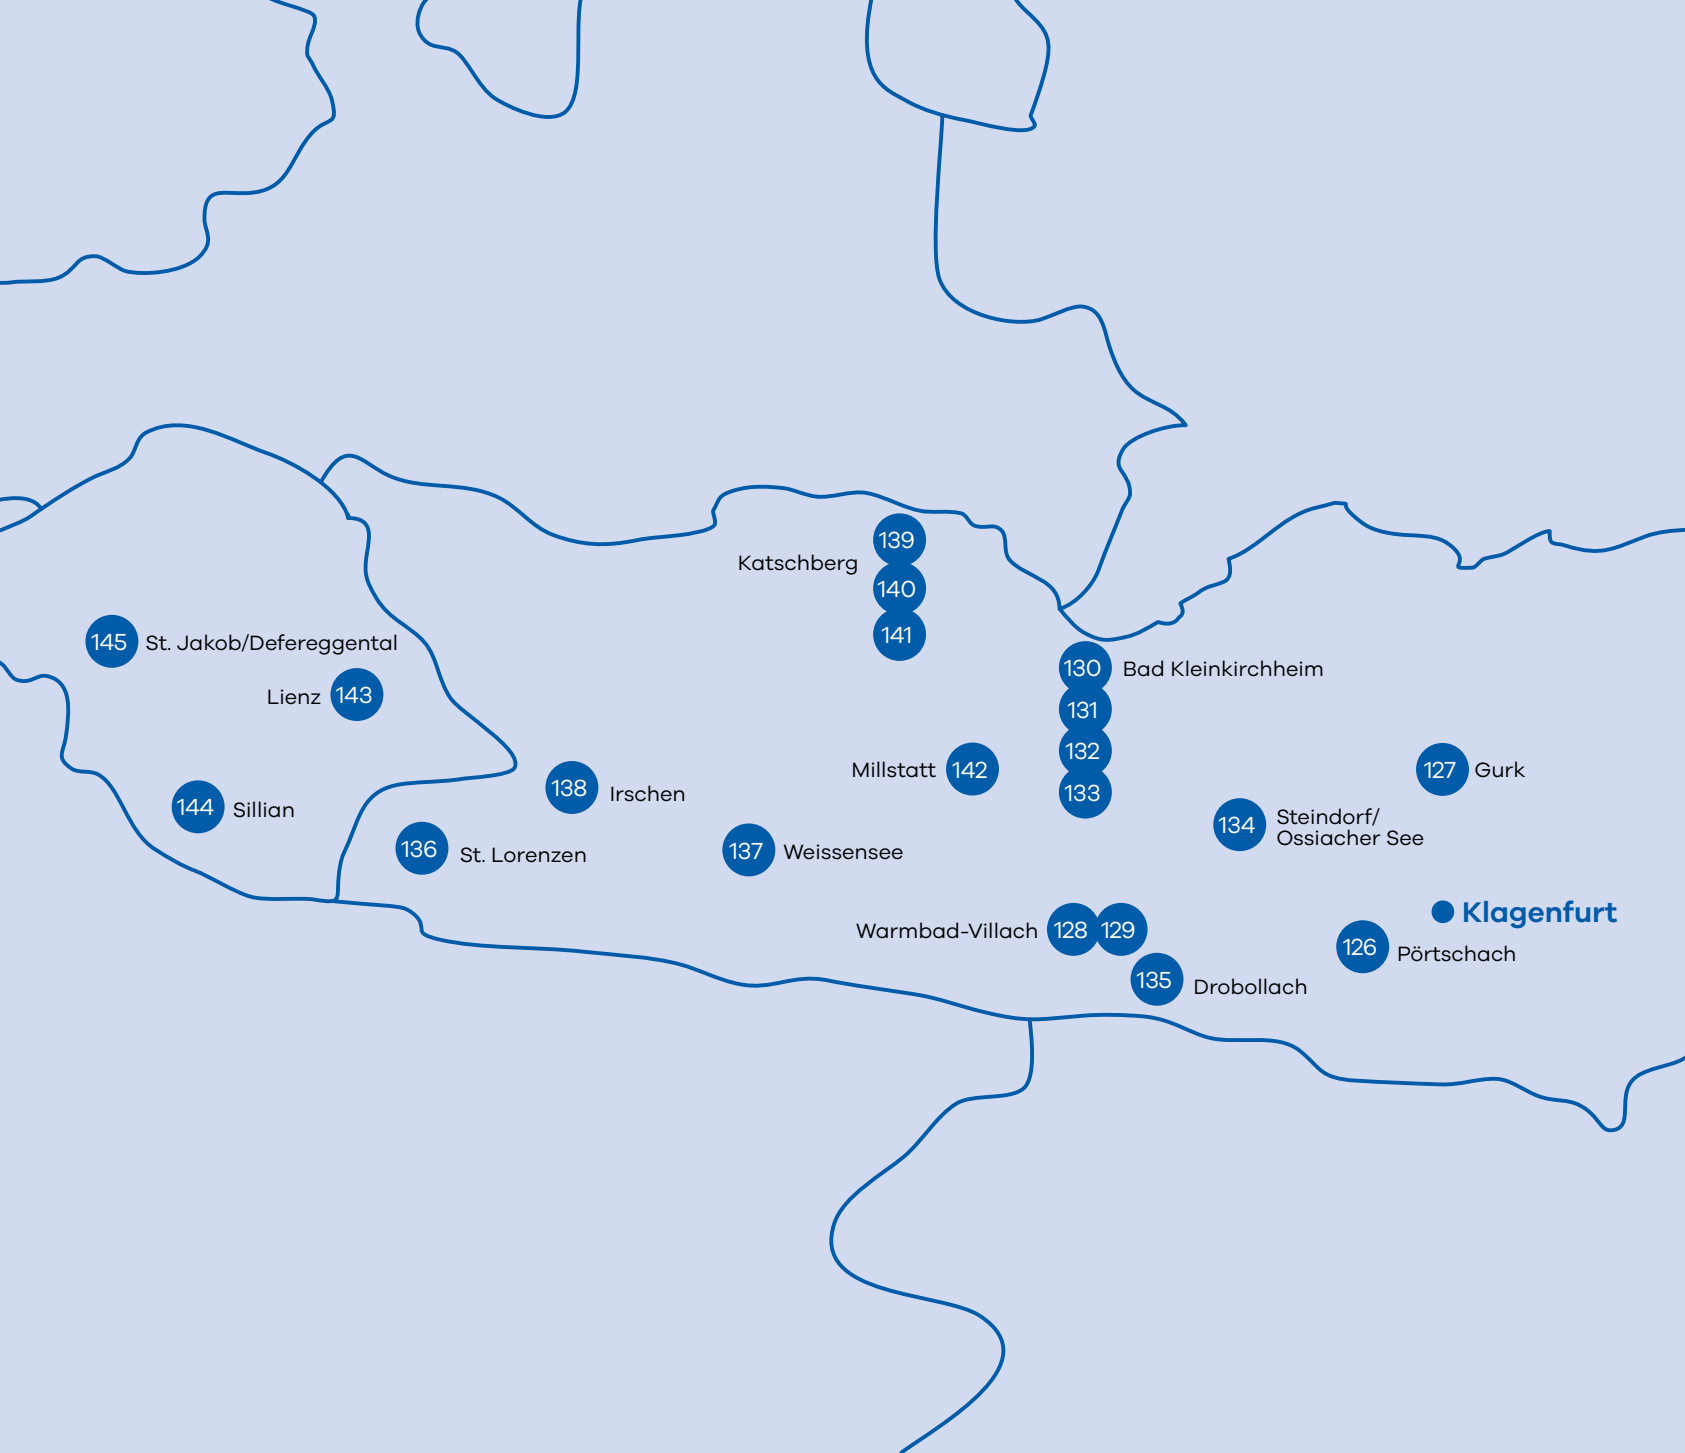 139
Katschberg
140
141
145 St. Jakob/Defereggental
Lienz 143
130 Bad Kleinkirchheim
131
132
133
Millstatt 142
127 Gurk
138 Irschen
144 Sillian
134 Steindorf/
Ossiacher See
136 St. Lorenzen
137 Weissensee
Klagenfurt
Warmbad-Villach 128 129
126 Pörtschach
135 Drobollach